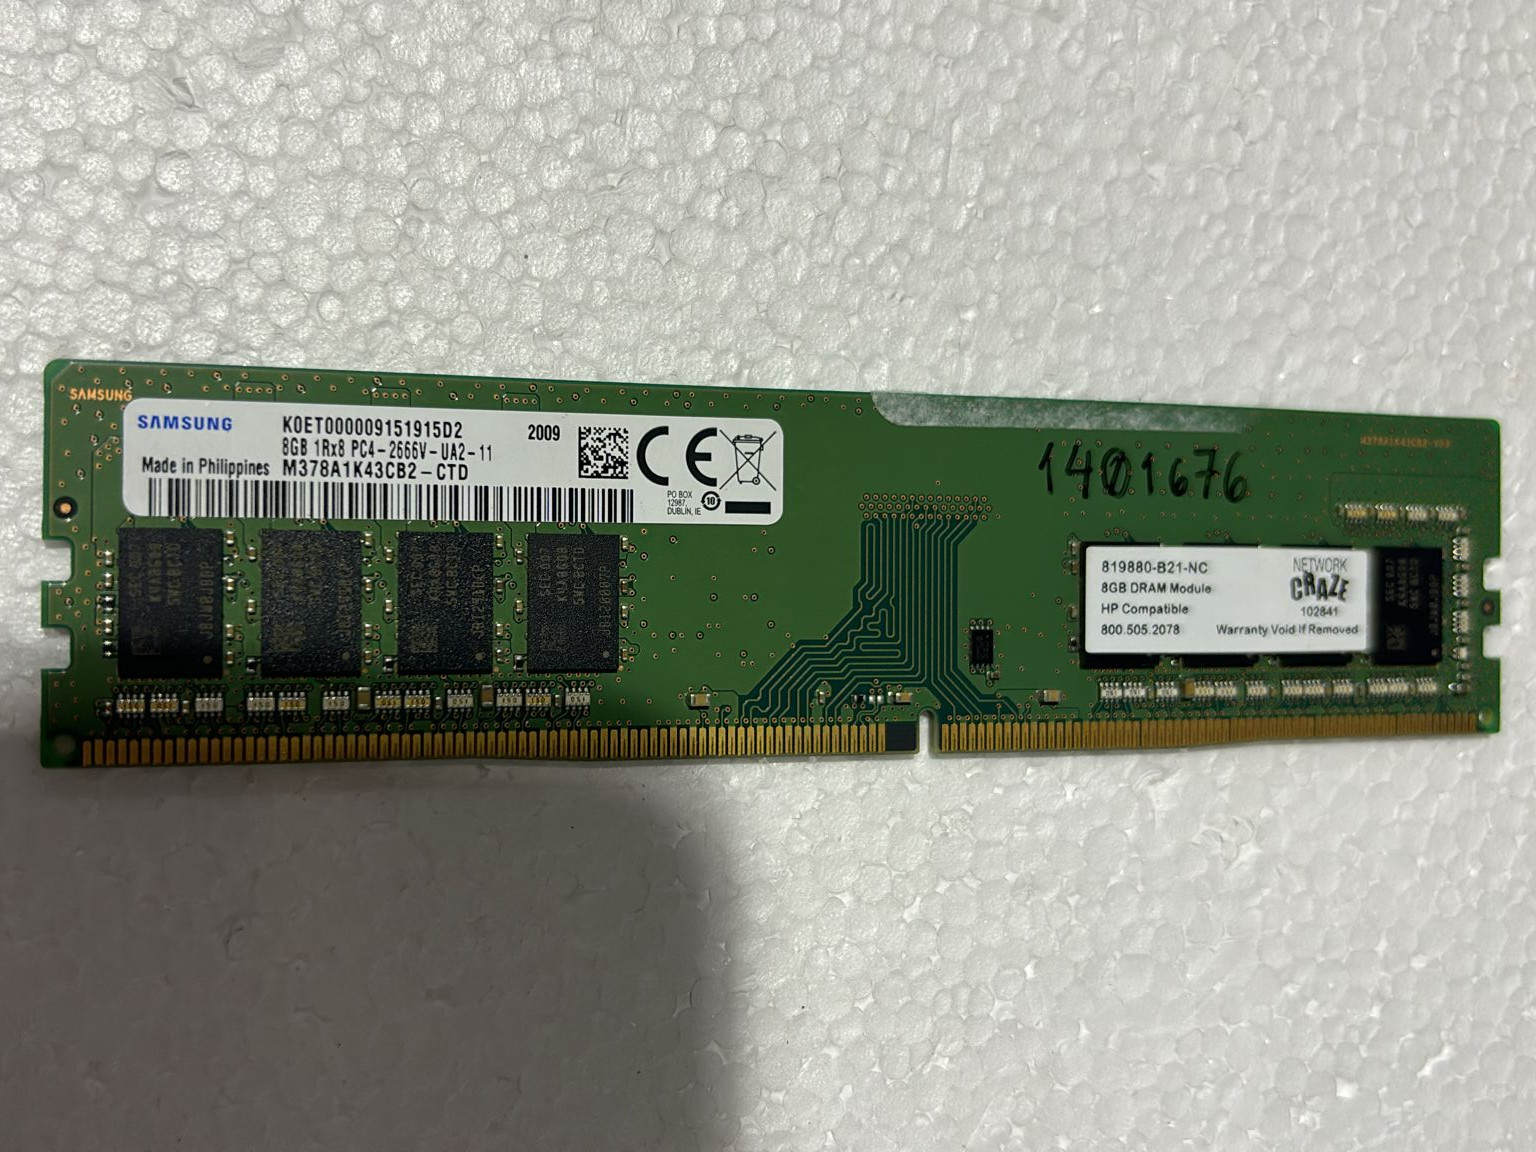 SAMSUNG
SAMSUNG
K0ET000009151915D2
2009
8GB 1Rx8 PC4-2666V-UA2-11
Made in Philippines
M378A1K43CB2-CTD
CE
PO BOX
12987,
DUBLIN, IE
10
1401676
819880-B21-NC
8GB DRAM Module
HP Compatible
800.505.2078
NETWORK
CRAZE
102841
Warranty Void If Removed